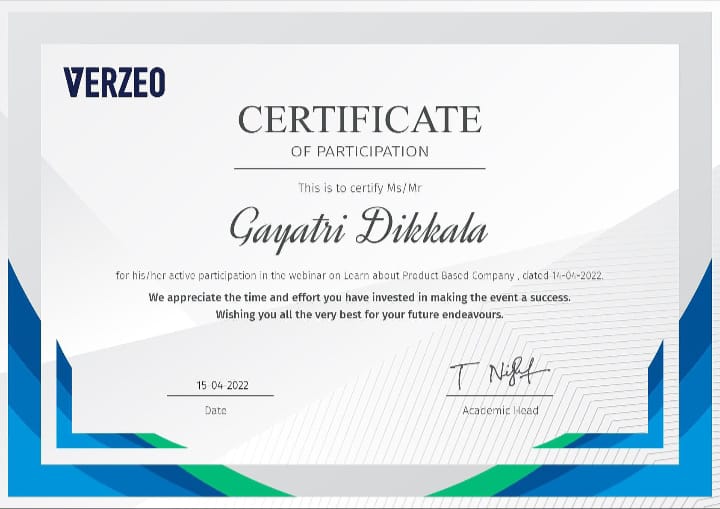 VERZEO
CERTIFICATE
OF PARTICIPATION
This is to certify Ms/Mr
Gayatri Dikkala
for his/her active participation in the webinar on Learn about Product Based Company , dated 14-04-2022.
We appreciate the time and effort you have invested in making the event a success.
Wishing you all the very best for your future endeavours.
15-04-2022
Date
Academic Head